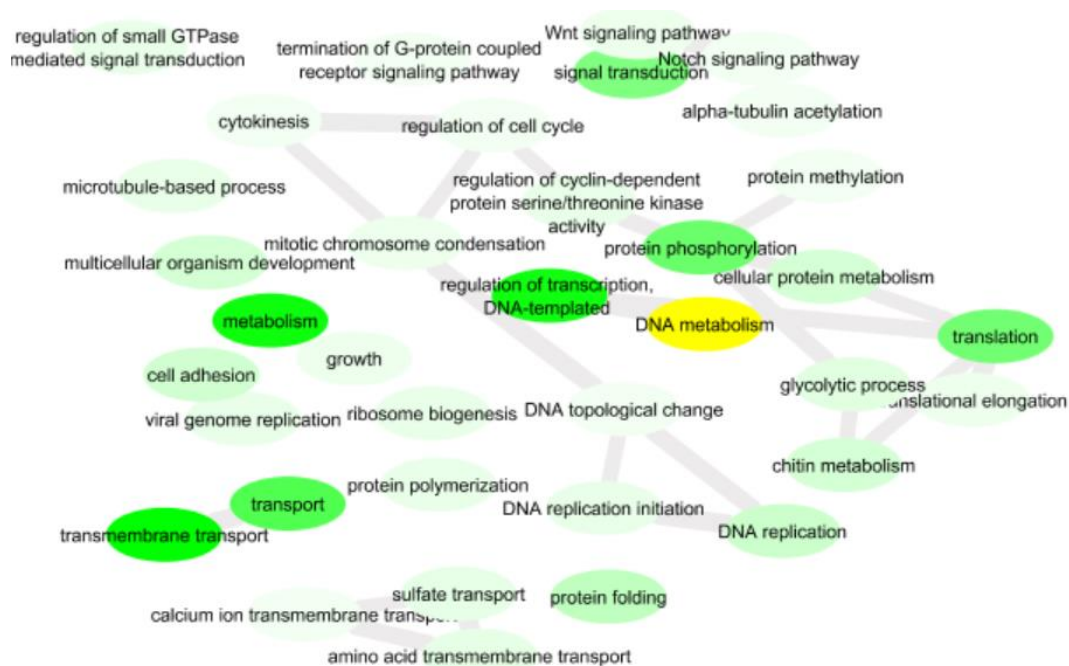 regulation of small GTPase
mediated signal transduction
termination of G-protein coupled
receptor signaling pathway
Wnt signaling pathway
signal transduction
Notch signaling pathway
alpha-tubulin acetylation
cytokinesis
regulation of cell cycle
microtubule-based process
regulation of cyclin-dependent
protein serine/threonine kinase
activity
protein methylation
mitotic chromosome condensation
protein phosphorylation
multicellular organism development
cellular protein metabolism
regulation of transcription,
DNA-templated
metabolism
DNA metabolism
translation
growth
cell adhesion
glycolytic process
elongation
viral genome replication
ribosome biogenesis
DNA topological change
chitin metabolism
protein polymerization
transport
DNA replication initiation
transmembrane transport
DNA replication
sulfate transport
protein folding
calcium ion transmembrane transport
amino acid transmembrane transport